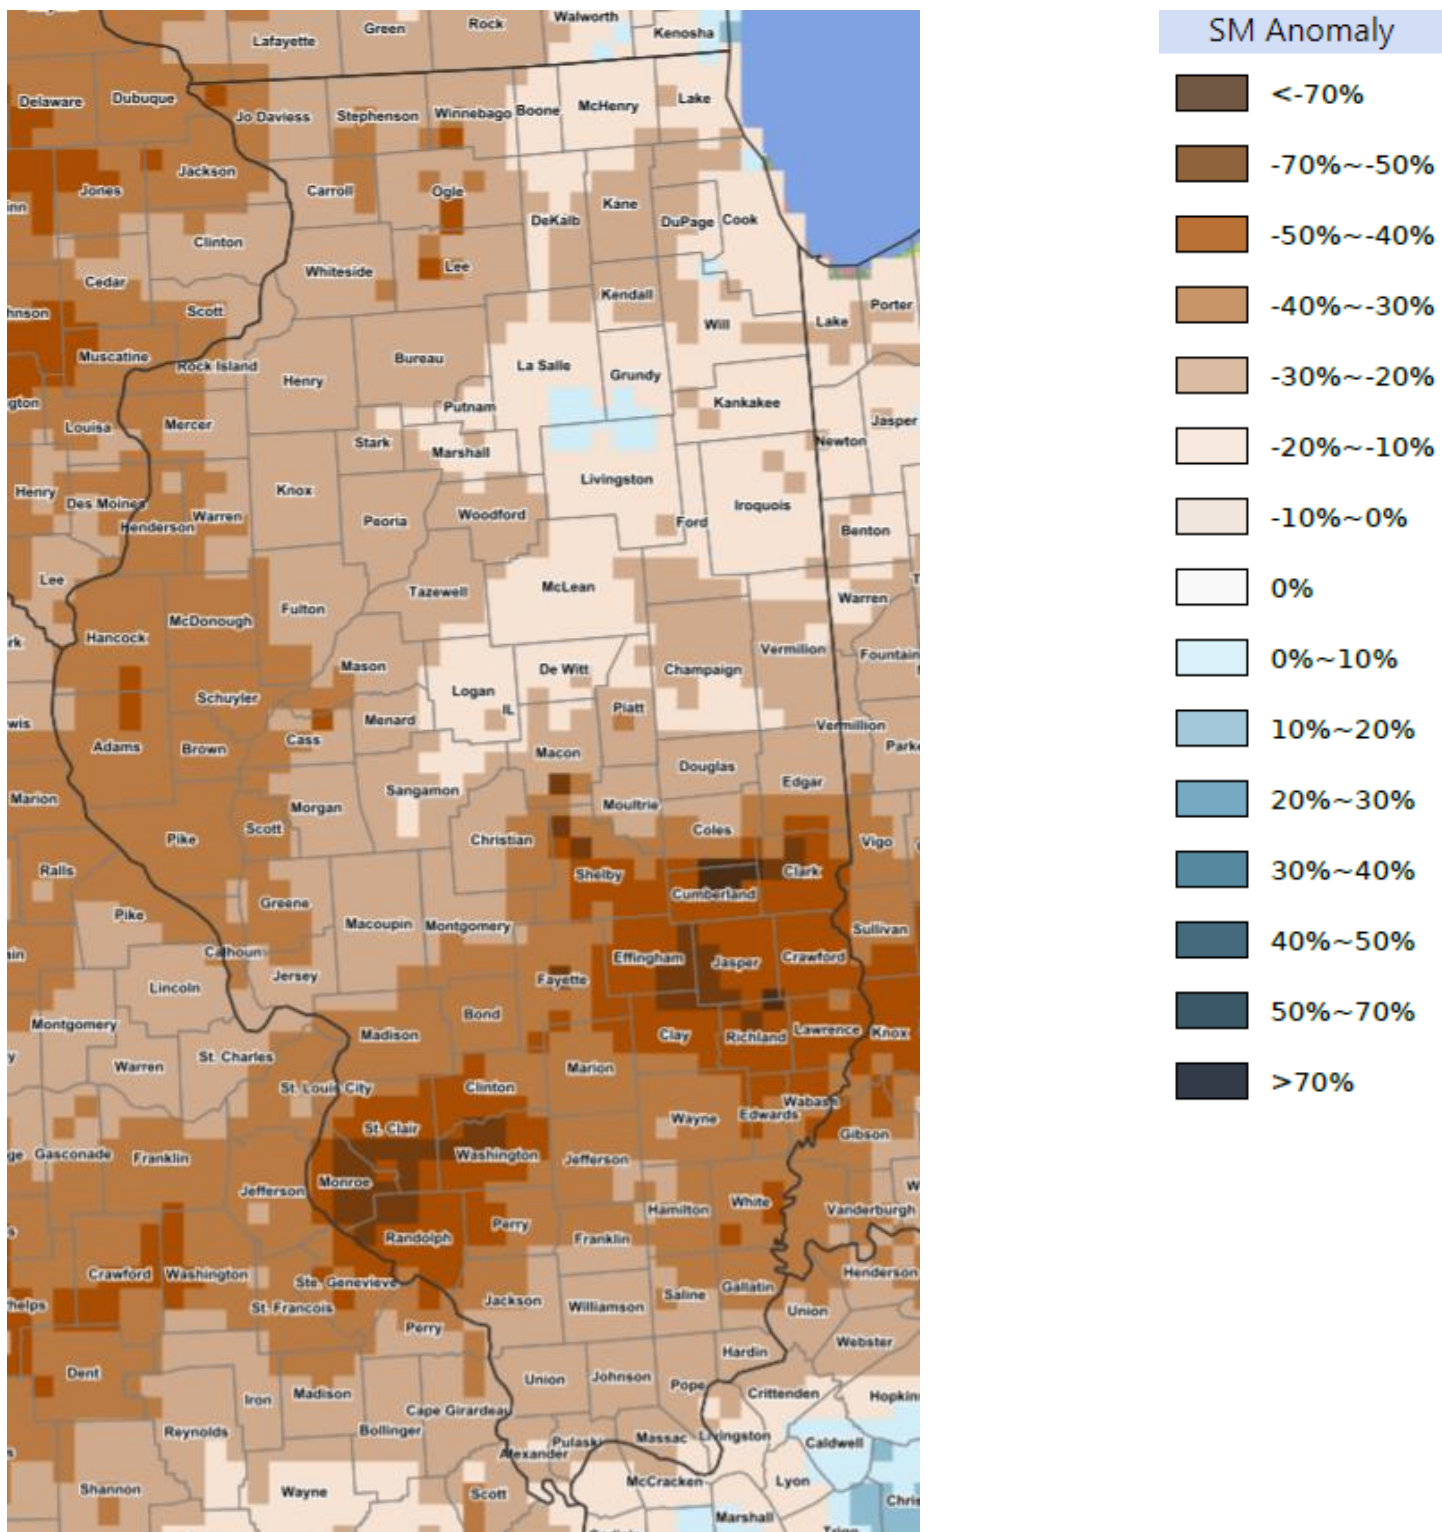 Walworth
Green
Rock
Kenosha
Lafayette
SM Anomaly
Delaware
Dubuque
Jo Daviess
Stephenson
Winnebago
Boone
McHenry
Lake
<-70%
Jackson
Jones
Carroll
Ogle
Kane
-70%~-50%
DeKalb
DuPage
Cook
Clinton
-50%~-40%
Cedar
Whiteside
Lee
Kendall
Scott
Porter
-40%~-30%
Will
Lake
Muscatine
Rock Island
Bureau
La Salle
Henry
Grundy
-30%~-20%
Putnam
Kankakee
Louisa
Mercer
Jasper
Stark
Marshall
Newton
-20%~-10%
Henry
Knox
Livingston
Des Moines
Iroquois
Henderson
Warren
Peoria
Woodford
Ford
Benton
-10%~0%
Lee
Tazewell
McLean
0%
Fulton
Warren
Hancock
McDonough
Mason
De Witt
Champaign
Vermilion
Fountain
0%~10%
Schuyler
Logan
IL
Menard
Piatt
Vermillion
10%~20%
Adams
Brown
Cass
Macon
Douglas
Parke
Marion
Sangamon
Edgar
Morgan
Moultrie
20%~30%
Pike
Scott
Christian
Coles
Vigo
Ralls
Shelby
Clark
30%~40%
Cumberland
Pike
Greene
Macoupin
Montgomery
Sullivan
Calhoun
Effingham
Jasper
Crawford
40%~50%
Lincoln
Jersey
Fayette
Bond
50%~70%
Montgomery
Madison
Clay
Richland
Lawrence
Knox
Warren
St. Charles
Marion
St. Louis City
Clinton
>70%
Wabash
St. Clair
Wayne
Edwards
Gibson
Gasconade
Franklin
Washington
Jefferson
Jefferson
Monroe
White
Hamilton
Vanderburgh
Randolph
Perry
Franklin
Crawford
Washington
Ste. Genevieve
Henderson
St. Francois
Jackson
Williamson
Saline
Gallatin
Union
Perry
Webster
Dent
Hardin
Madison
Union
Johnson
Pope
Crittenden
Iron
Cape Girardeau
Reynolds
Bollinger
Pulaski
Massac
Livingston
Caldwell
Alexander
McCracken
Lyon
Shannon
Wayne
Scott
Marshall